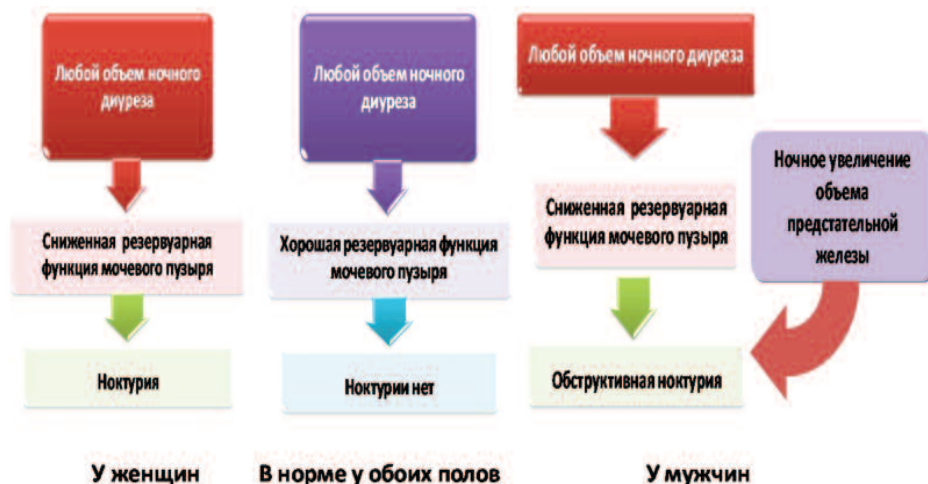 Любой объем ночного
диуреза
Сниженная резервуарная
функция мочевого пузыря
Ноктурия
У женщин
Любой объем ночного
диуреза
Хорошая резервуарная функция
мочевого пузыря
Ноктурии нет
В норме у обоих полов
Любой объем ночного диуреза
Сниженная резервуарная
функция мочевого пузыря
Обструктивная ноктурия
У мужчин
Ночное увеличение
объема
предстательной
железы